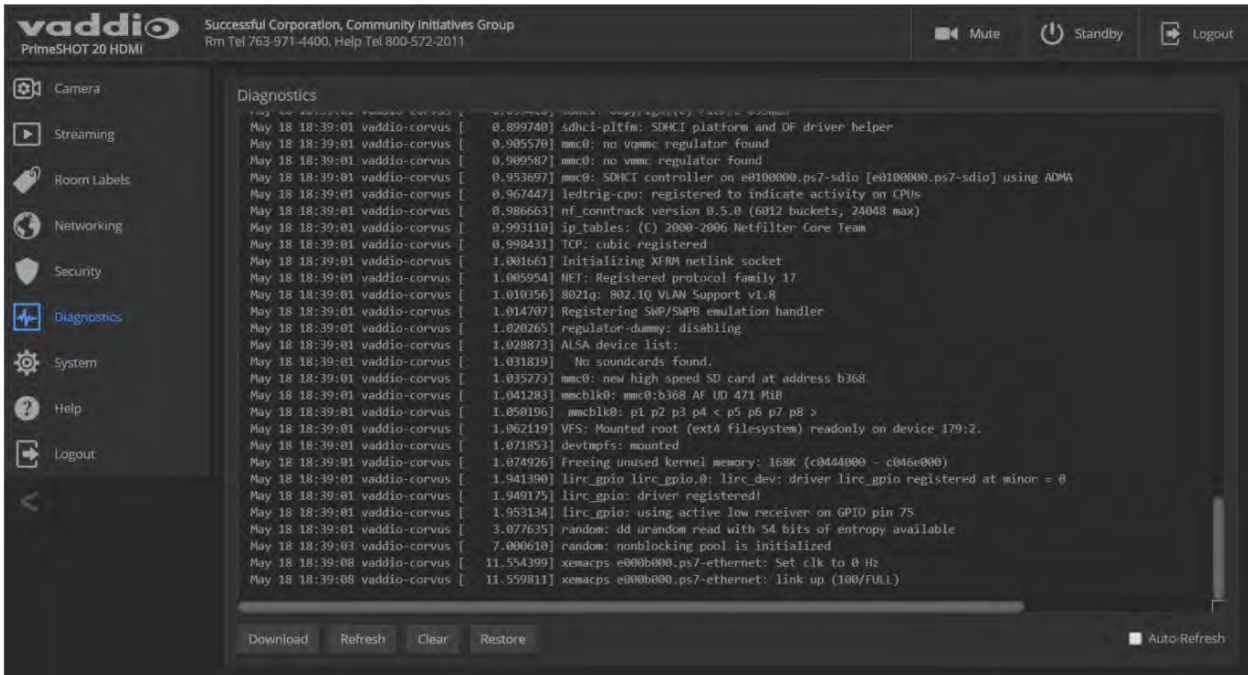 vaddio
PrimeSHOT 20 HDMI
Successful Corporation, Community Initiatives Group
Rm Tel 763-971-4400, Help Tel 800-572-2011
Mute
Standby
Logout
Camera
Streaming
Room Labels
Networking
Security
Diagnostics
System
Help
Logout
<
Diagnostics
May 18 18:39:01 vaddio-corvus [ 0.899740] sdhci-pltfm: SDHCI platform and OF driver helper
May 18 18:39:01 vaddio-corvus [ 0.905570] mmc0: no vqmmc regulator found
May 18 18:39:01 vaddio-corvus [ 0.909587] mmc0: no vmmc regulator found
May 18 18:39:01 vaddio-corvus [ 0.953697] mmc0: SDHCI controller on e0100000.ps7-sdio [e0100000.ps7-sdio] using ADMA
May 18 18:39:01 vaddio-corvus [ 0.967447] ledtrig-cpu: registered to indicate activity on CPUs
May 18 18:39:01 vaddio-corvus [ 0.986663] nf_conntrack version 0.5.0 (6012 buckets, 24048 max)
May 18 18:39:01 vaddio-corvus [ 0.993110] ip_tables: (C) 2000-2006 Netfilter Core Team
May 18 18:39:01 vaddio-corvus [ 0.998431] TCP: cubic registered
May 18 18:39:01 vaddio-corvus [ 1.001661] Initializing XFRM netlink socket
May 18 18:39:01 vaddio-corvus [ 1.005954] NET: Registered protocol family 17
May 18 18:39:01 vaddio-corvus [ 1.010356] 8021q: 802.1Q VLAN Support v1.8
May 18 18:39:01 vaddio-corvus [ 1.014707] Registering SWP/SWPB emulation handler
May 18 18:39:01 vaddio-corvus [ 1.020265] regulator-dummy: disabling
May 18 18:39:01 vaddio-corvus [ 1.028873] ALSA device list:
May 18 18:39:01 vaddio-corvus [ 1.031819] No soundcards found.
May 18 18:39:01 vaddio-corvus [ 1.035273] mmc0: new high speed SD card at address b368
May 18 18:39:01 vaddio-corvus [ 1.041283] mmcblk0: mmc0:b368 AF UD 471 MiB
May 18 18:39:01 vaddio-corvus [ 1.050196] mmcblk0: p1 p2 p3 p4 < p5 p6 p7 p8 >
May 18 18:39:01 vaddio-corvus [ 1.062119] VFS: Mounted root (ext4 filesystem) readonly on device 179:2.
May 18 18:39:01 vaddio-corvus [ 1.071853] devtmpfs: mounted
May 18 18:39:01 vaddio-corvus [ 1.074926] Freeing unused kernel memory: 168K (c0444000 - c046e000)
May 18 18:39:01 vaddio-corvus [ 1.941390] lirc_gpio lirc_gpio.0: lirc_dev: driver lirc_gpio registered at minor = 0
May 18 18:39:01 vaddio-corvus [ 1.949175] lirc_gpio: driver registered!
May 18 18:39:01 vaddio-corvus [ 1.953134] lirc_gpio: using active low receiver on GPIO pin 75
May 18 18:39:01 vaddio-corvus [ 3.077635] random: dd urandom read with 54 bits of entropy available
May 18 18:39:03 vaddio-corvus [ 7.000610] random: nonblocking pool is initialized
May 18 18:39:08 vaddio-corvus [ 11.554399] xemacps e000b000.ps7-ethernet: Set clk to 0 Hz
May 18 18:39:08 vaddio-corvus [ 11.559811] xemacps e000b000.ps7-ethernet: link up (100/FULL)
Download
Refresh
Clear
Restore
Auto-Refresh